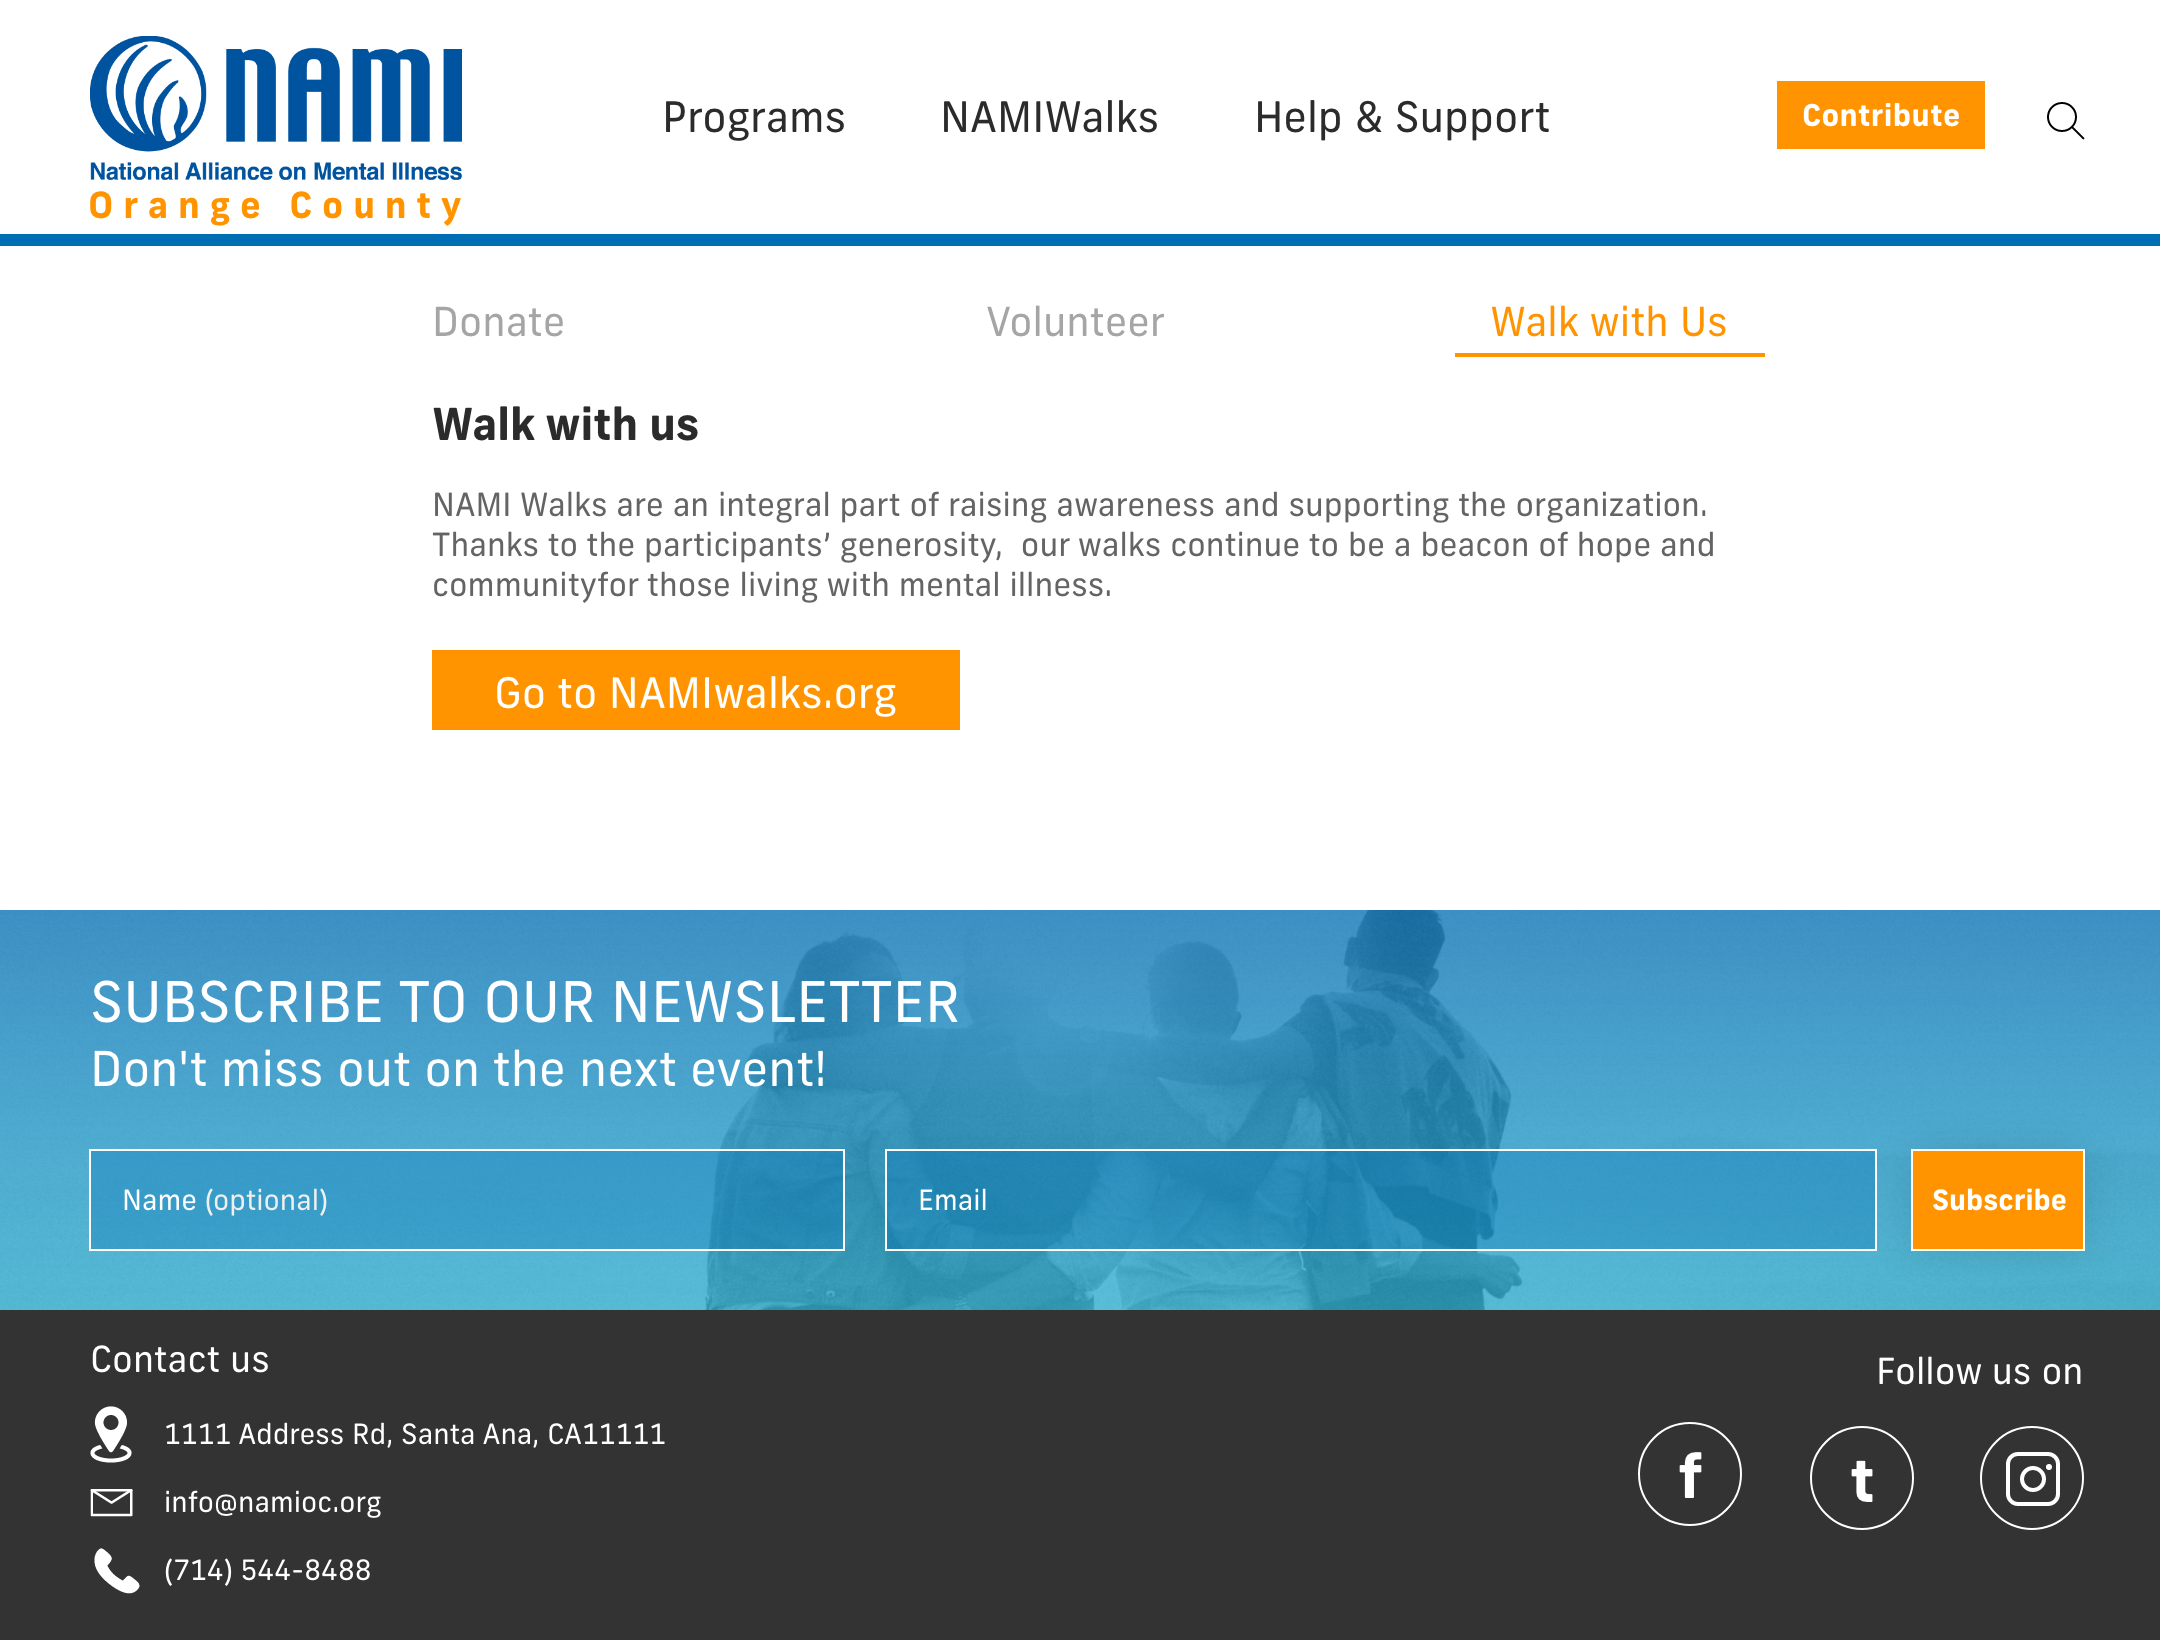 nAMI
National Alliance on Mental Illness
Orange County
Programs
NAMIWalks
Help & Support
Contribute
Donate
Volunteer
Walk with Us
Walk with us
NAMI Walks are an integral part of raising awareness and supporting the organization.
Thanks to the participants’ generosity,  our walks continue to be a beacon of hope and
communityfor those living with mental illness.
Go to NAMIwalks.org
SUBSCRIBE TO OUR NEWSLETTER
Don't miss out on the next event!
Name (optional)
Email
Subscribe
Contact us
1111 Address Rd, Santa Ana, CA11111
info@namioc.org
(714) 544-8488
Follow us on
f
t